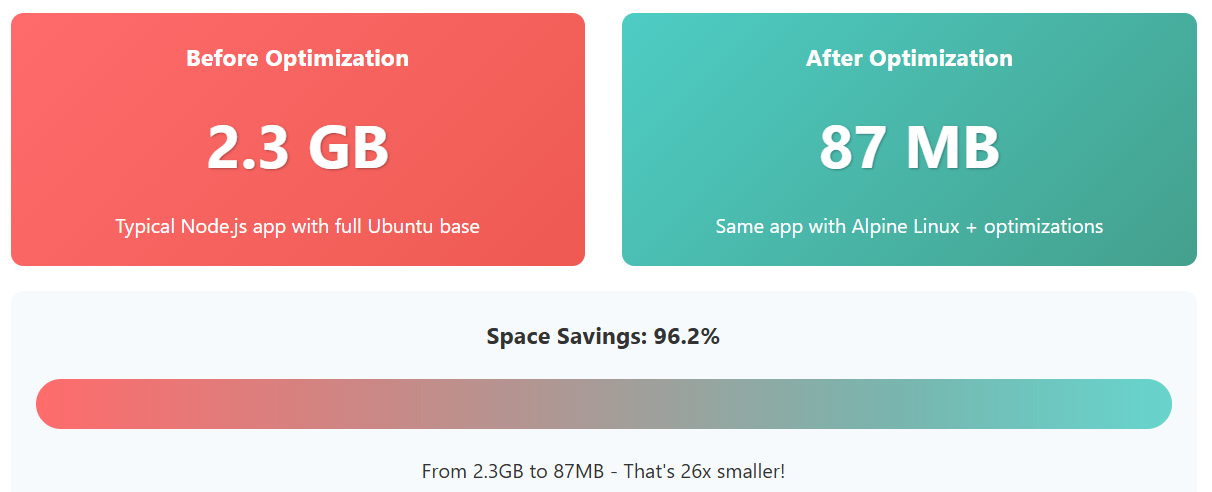 Before Optimization
2.3 GB
Typical Node.js app with full Ubuntu base
After Optimization
87 MB
Same app with Alpine Linux + optimizations
Space Savings: 96.2%
From 2.3GB to 87MB - That's 26x smaller!